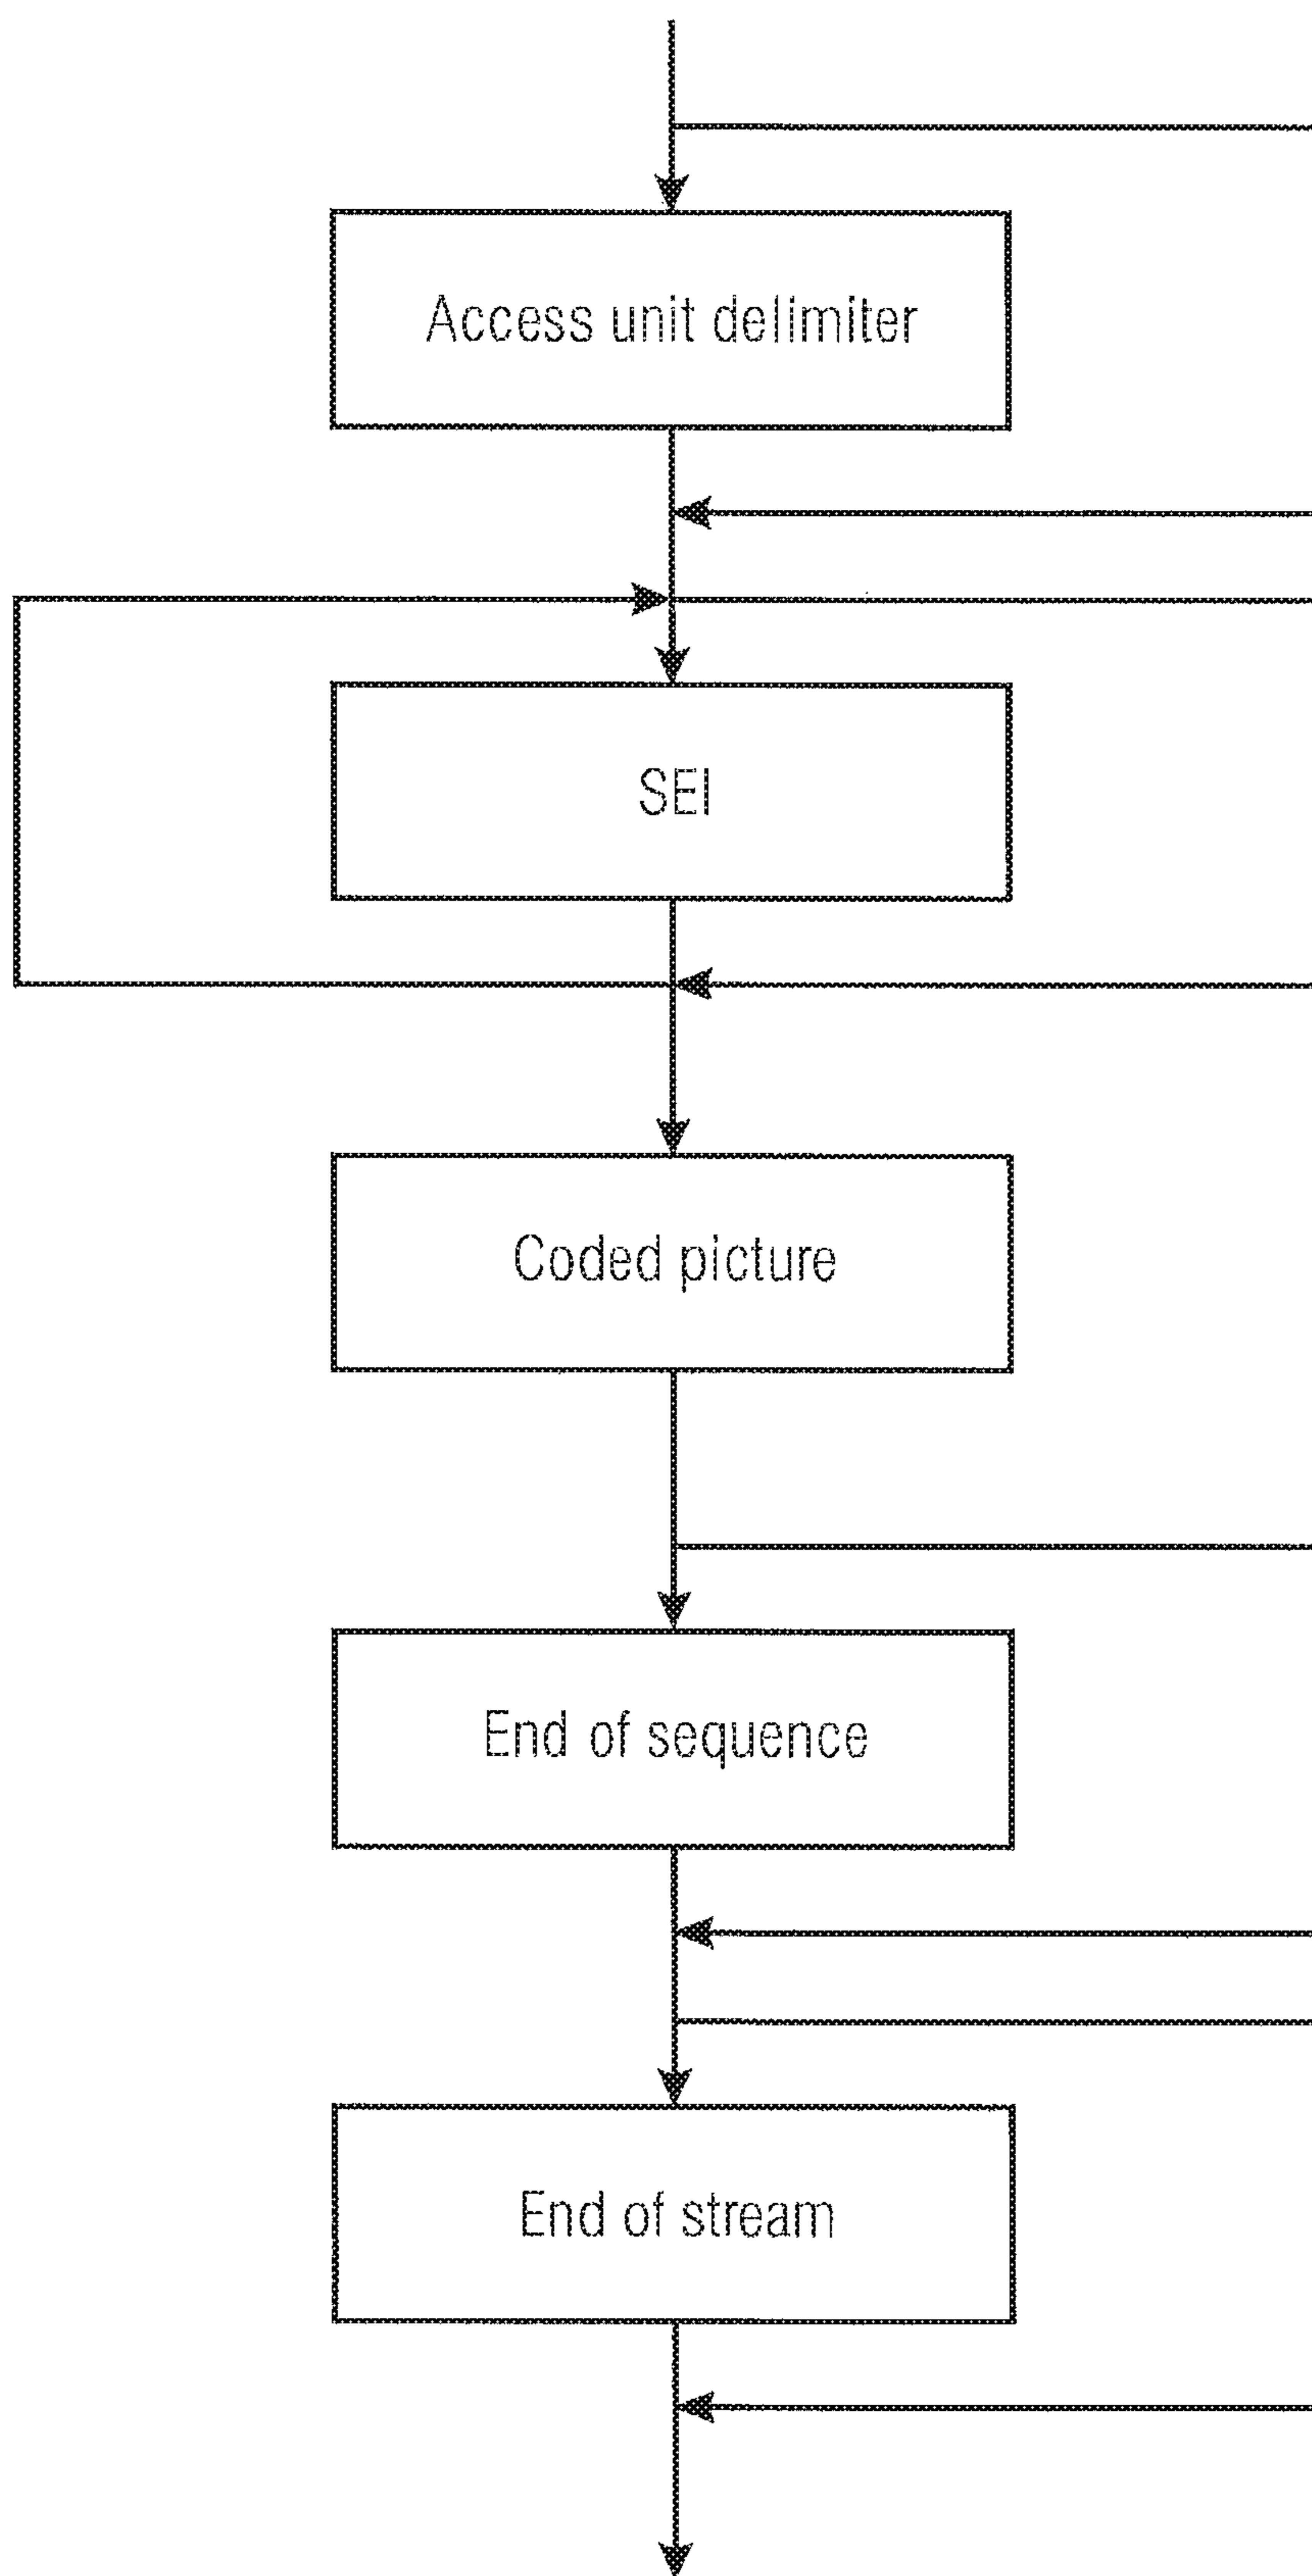 Access unit delimiter
SEI
Coded picture
End of sequence
End of stream